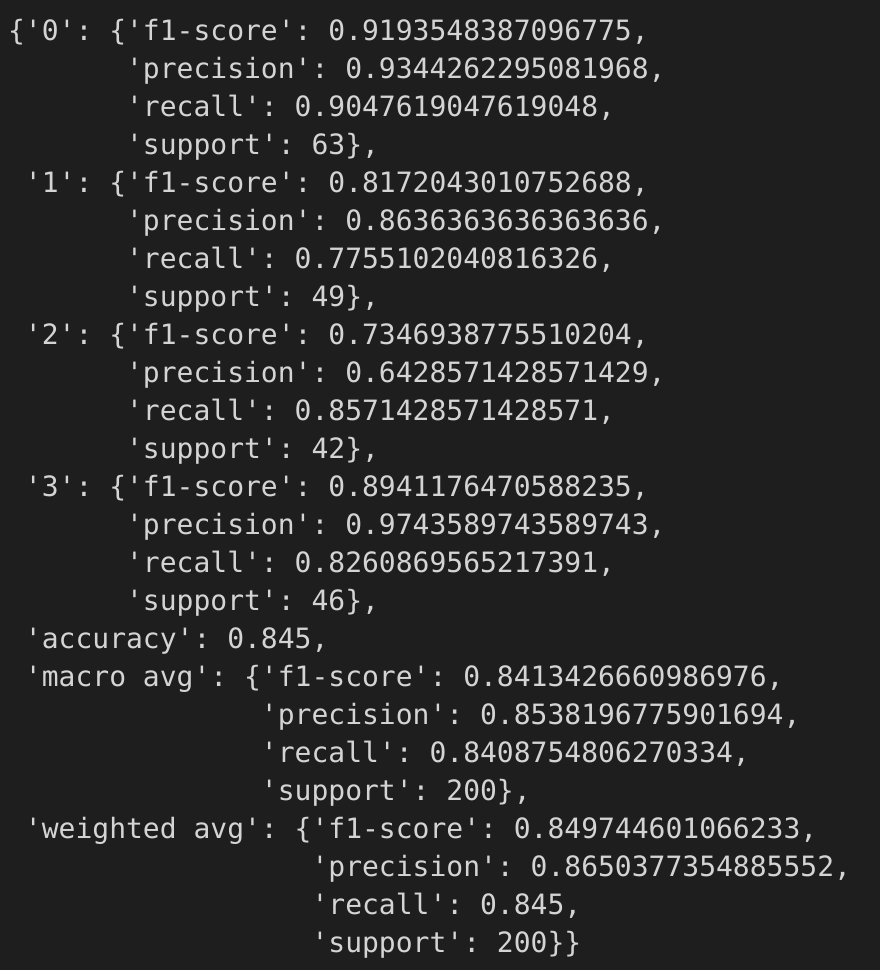 {'0': {'f1-score': 0.9193548387096775,
'precision': 0.9344262295081968,
'recall': 0.9047619047619048,
'support': 63},
'1': {'f1-score': 0.8172043010752688,
'precision': 0.8636363636363636,
'recall': 0.7755102040816326,
'support': 49},
'2': {'f1-score': 0.7346938775510204,
'precision': 0.6428571428571429,
'recall': 0.8571428571428571,
'support': 42},
'3': {'f1-score': 0.8941176470588235,
'precision': 0.9743589743589743,
'recall': 0.8260869565217391,
'support': 46},
'accuracy': 0.845,
'macro avg': {'f1-score': 0.8413426660986976,
'precision': 0.8538196775901694,
'recall': 0.8408754806270334,
'support': 200},
'weighted avg': {'f1-score': 0.849744601066233,
'precision': 0.8650377354885552,
'recall': 0.845,
'support': 200}}